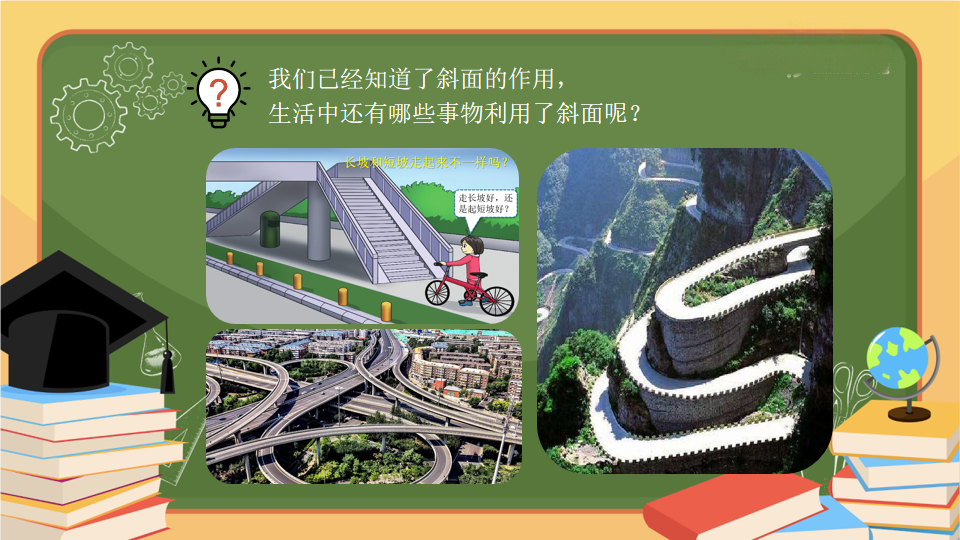 我们已经知道了斜面的作用，
生活中还有哪些事物利用了斜面呢？
长坡和短坡走起来不一样吗？
走长坡好，还
是起短坡好？